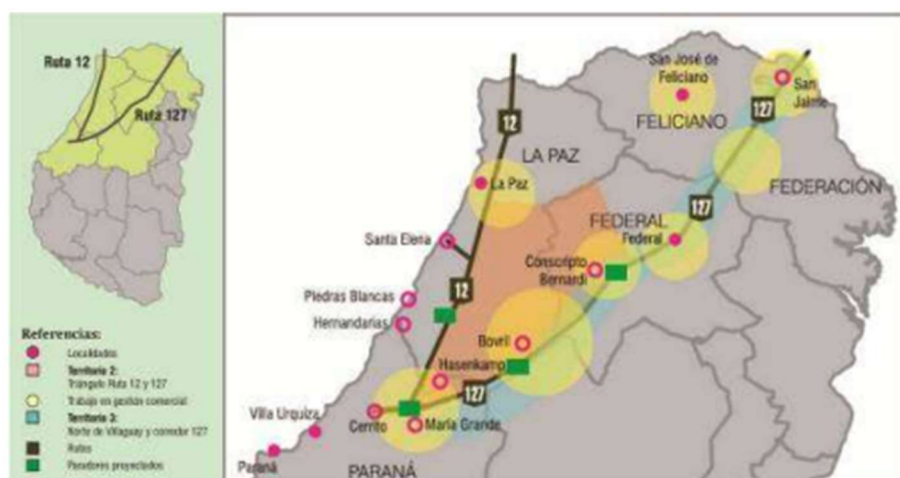 Ruta 12
Ruta 127
Referencias:
Localidades
Territorio 2:
Triángulo Ruta 12 y 127
Trabajo en gestión comercial
Territorio 3:
Norte de Villaguay y corredor 127
Rutas
Paradores proyectados
San José de
Feliciano
FELICIANO
San
Jaime
127
12
LA PAZ
La Paz
FEDERACIÓN
127
FEDERAL
Federal
Santa Elena
Conscripto
Bernardi
12
Piedras Blancas
Hernandarias
Bovril
Hasenkamp
127
Villa Urquiza
Cerrito
María Grande
Paraná
PARANÁ